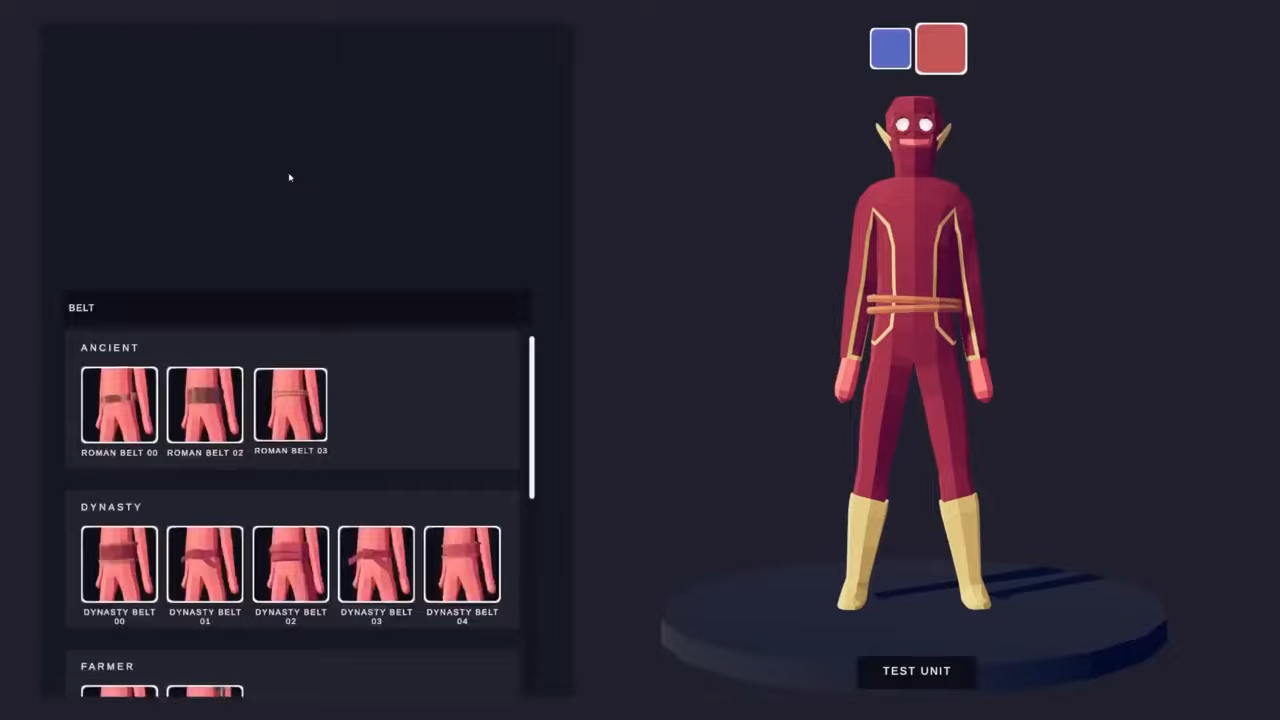 BELT
ANCIENT
ROMAN BELT 00
ROMAN BELT 02
ROMAN BELT 03
DYNASTY
DYNASTY BELT
00
DYNASTY BELT
01
DYNASTY BELT
02
DYNASTY BELT
03
DYNASTY BELT
04
FARMER
TEST UNIT